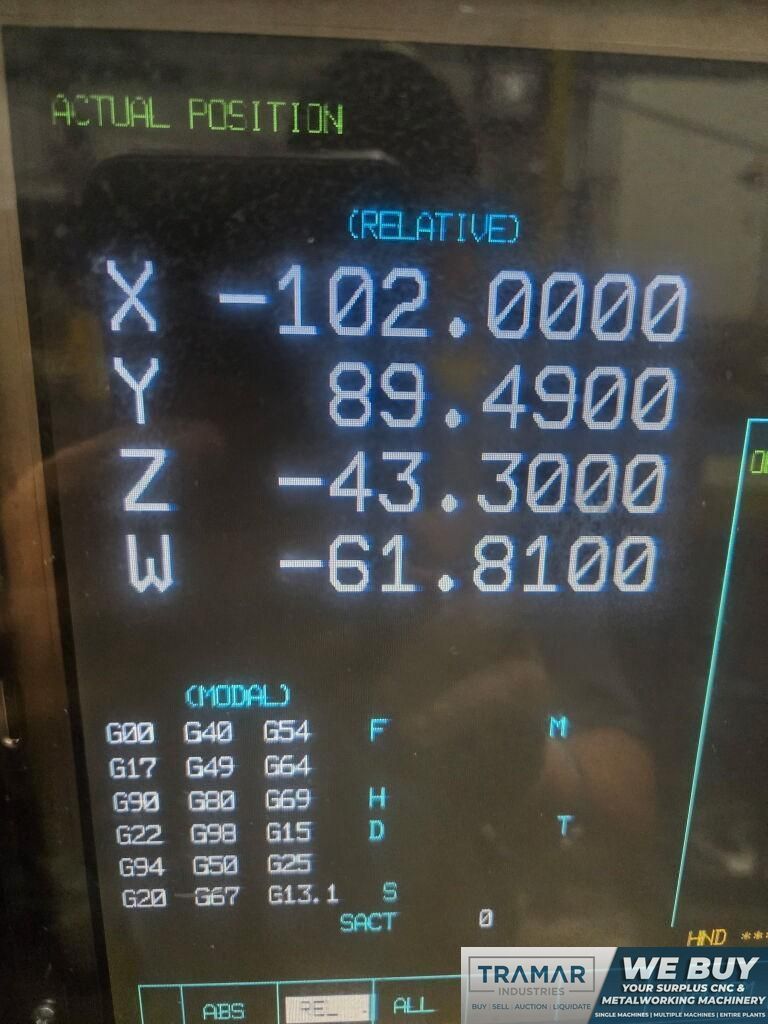 ACTUAL POSITION
(RELATIVE)
X -102.0000
Y 89.4900
Z -43.3000
W -61.8100
(MODAL)
G00 G40 G54 F M
G17 G49 G64
G90 G80 G69 H
G22 G98 G15 D T
G94 G50 G25
G20 G67 G13.1 S
SACT 0
HND **
ABS REL ALL
TRAMAR
INDUSTRIES
BUY | SELL | AUCTION | LIQUIDATE
WE BUY
YOUR SURPLUS CNC &
METALWORKING MACHINERY
SINGLE MACHINES | MULTIPLE MACHINES | ENTIRE PLANTS